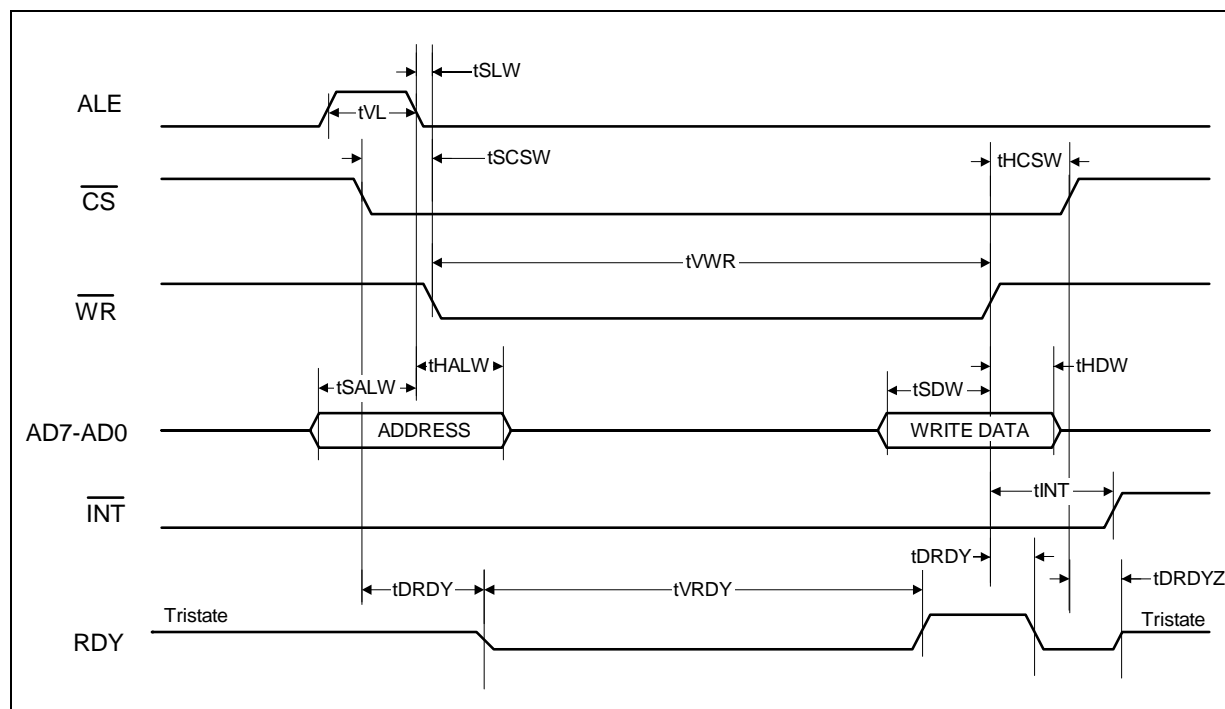 tSLW
ALE
tVL
tSCSW
tHCSW
CS
tVWR
WR
tHALW
tHDW
tSALW
tSDW
AD7-AD0
ADDRESS
WRITE DATA
tINT
INT
tDRDY
tDRDY
tVRDY
tDRDYZ
Tristate
Tristate
RDY